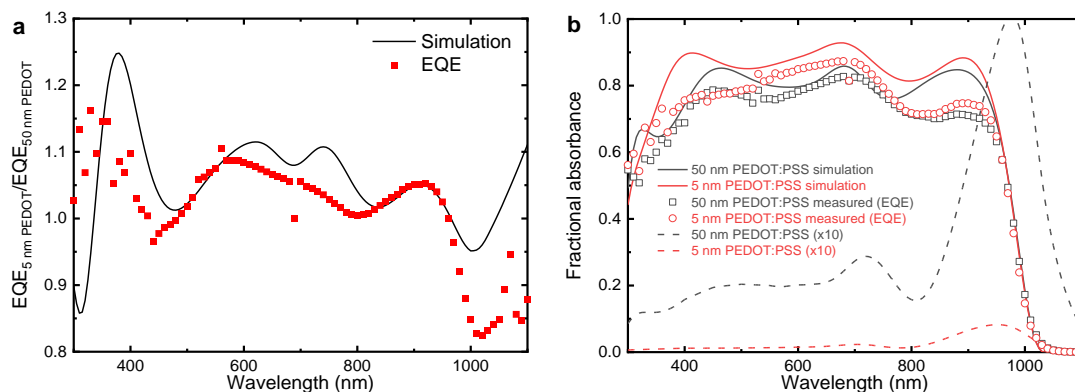 a
EQE5 nm PEDOT/EQE50 nm PEDOT
1.3
1.2
1.1
1.0
0.9
0.8
Simulation
EQE
400 600 800 1000
Wavelength (nm)
b
Fractional absorbance
1.0
0.8
0.6
0.4
0.2
0.0
50 nm PEDOT:PSS simulation
5 nm PEDOT:PSS simulation
50 nm PEDOT:PSS measured (EQE)
5 nm PEDOT:PSS measured (EQE)
50 nm PEDOT:PSS (x10)
5 nm PEDOT:PSS (x10)
400 600 800 1000
Wavelength (nm)